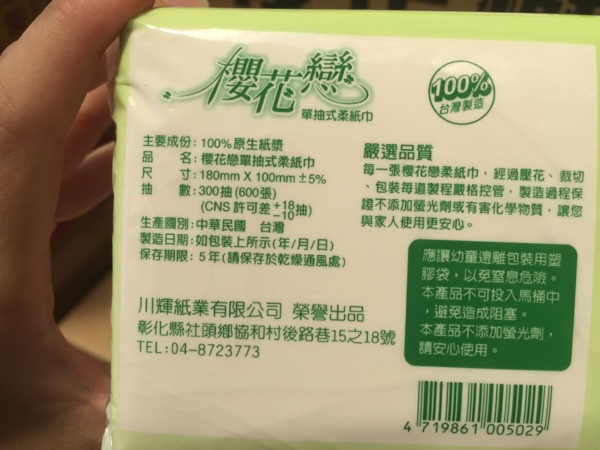 櫻花戀
單抽式柔紙巾
100%
台灣製造
主要成份：100%原生紙漿
品　　名：櫻花戀單抽式柔紙巾
尺　　寸：180mm X 100mm ±5%
抽　　數：300抽(600張)
(CNS 許可差+18-10抽)
生產國別：中華民國　台灣
製造日期：如包裝上所示(年/月/日)
保存期限：5年(請保存於乾燥通風處)
嚴選品質
每一張櫻花戀柔紙巾，經過壓花、裁切
、包裝每道製程嚴格控管，製造過程保
證不添加螢光劑或有害化學物質，讓您
與家人使用更安心。
應讓幼童遠離包裝用塑
膠袋，以免窒息危險。
本產品不可投入馬桶中
，避免造成阻塞。
本產品不添加螢光劑，
請安心使用。
川輝紙業有限公司 榮譽出品
彰化縣社頭鄉協和村後路巷15之18號
TEL:04-8723773
4 719861 005029